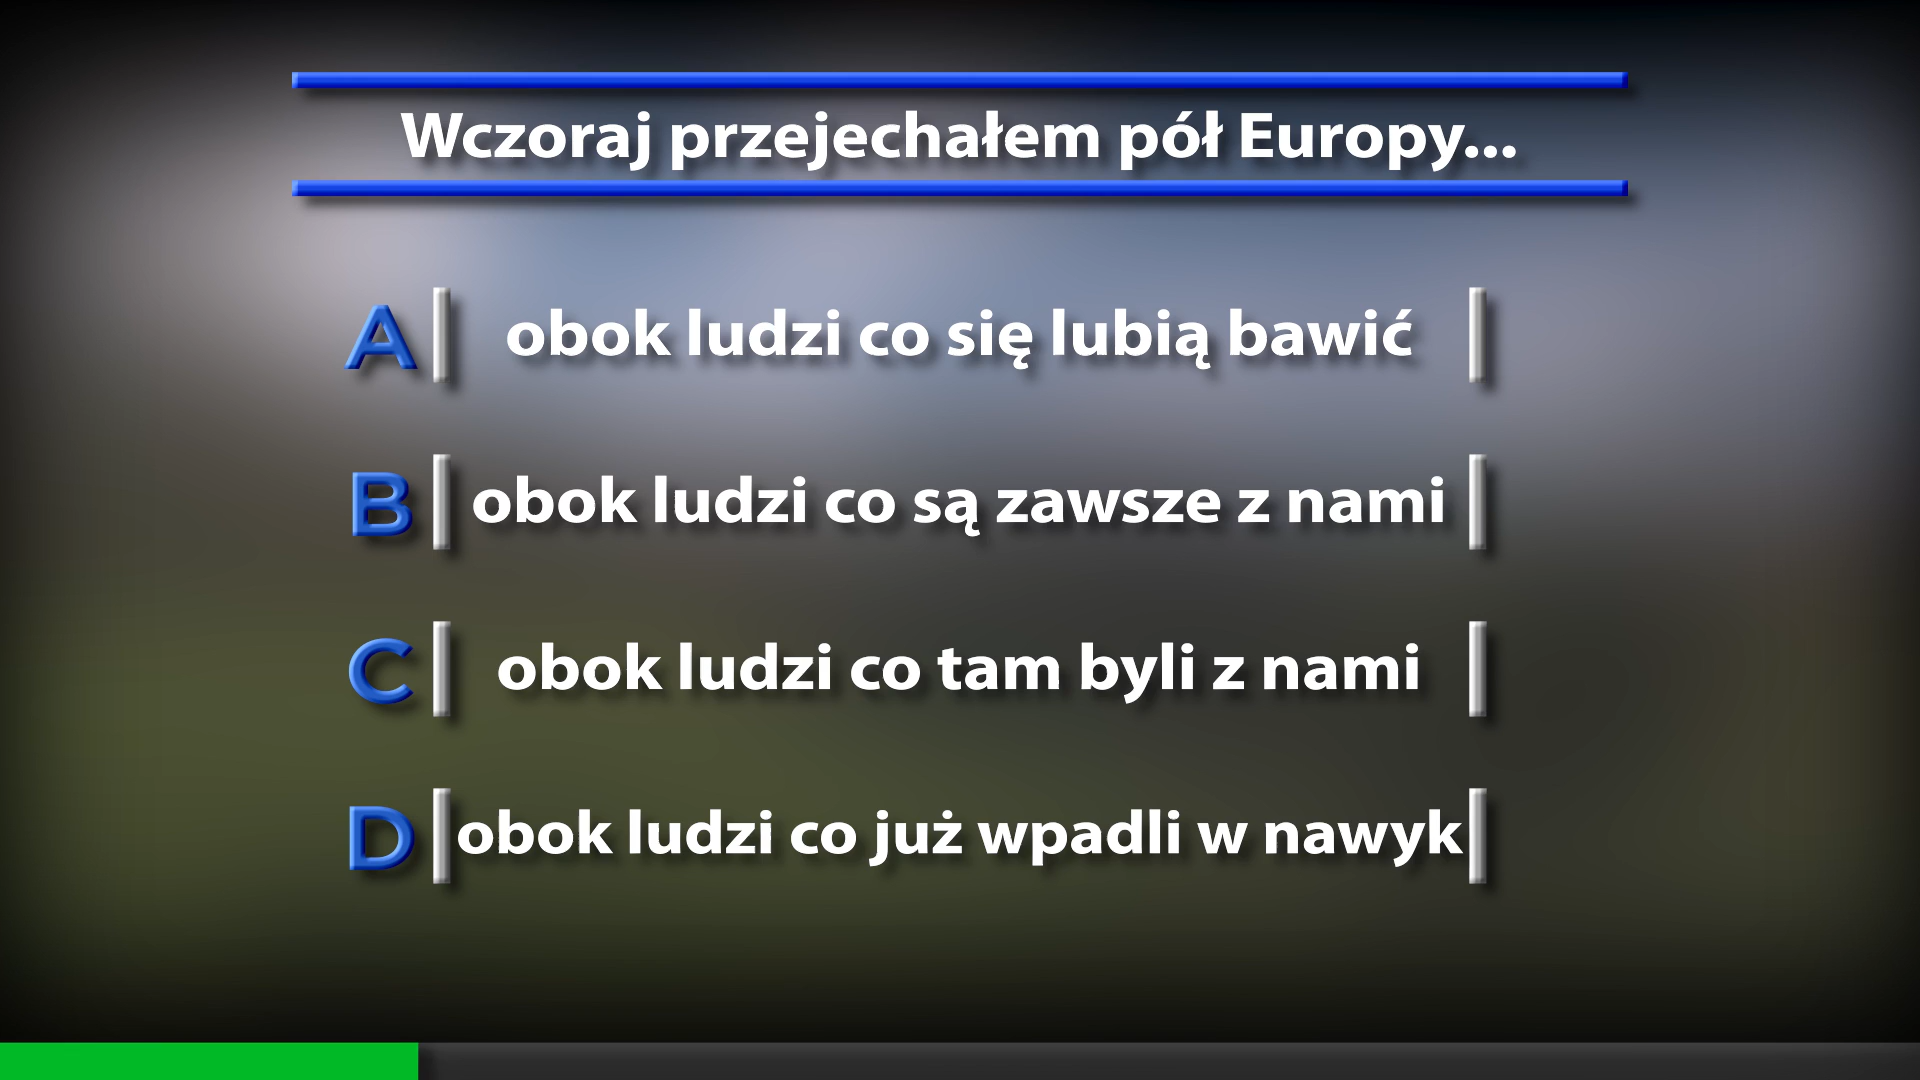 Wczoraj przejechałem pół Europy...
A obok ludzi co się lubią bawić
B obok ludzi co są zawsze z nami
C obok ludzi co tam byli z nami
D obok ludzi co już wpadli w nawyk